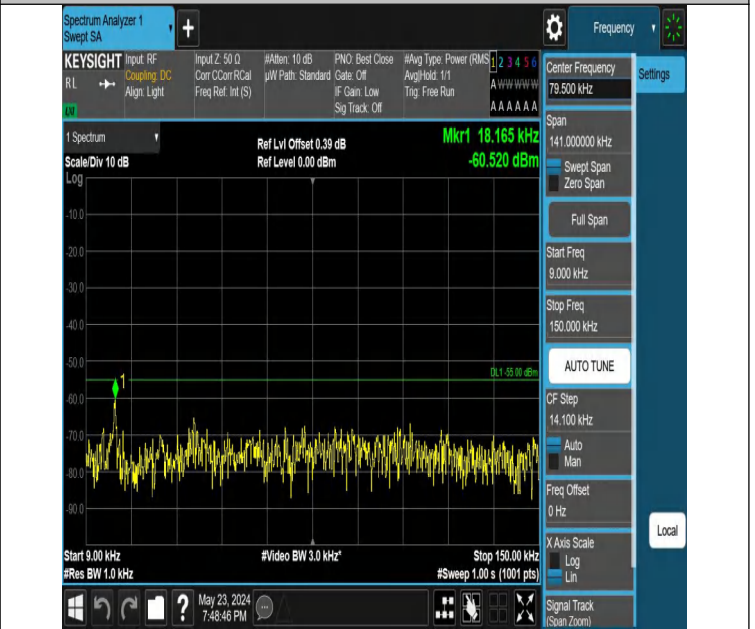 Spectrum Analyzer 1
Swept SA
+
Frequency
KEYSIGHT
RL
LXI
Input: RF
Coupling: DC
Align: Light
Input Z: 50 Ω
Corr CCorr RCal
Freq Ref: Int (S)
#Atten: 10 dB
µW Path: Standard
PNO: Best Close
Gate: Off
IF Gain: Low
Sig Track: Off
#Avg Type: Power (RMS
Avg|Hold: 1/1
Trig: Free Run
1 2 3 4 5 6
A W W W W W
A A A A A A
1 Spectrum
Scale/Div 10 dB
Log
Ref Lvl Offset 0.39 dB
Ref Level 0.00 dBm
Mkr1 18.165 kHz
-60.520 dBm
-10.0
-20.0
-30.0
-40.0
-50.0
-60.0
-70.0
-80.0
-90.0
1
DL1 -55.00 dBm
Start 9.00 kHz
#Res BW 1.0 kHz
#Video BW 3.0 kHz*
Stop 150.00 kHz
#Sweep 1.00 s (1001 pts)
?
May 23, 2024
7:48:46 PM
Center Frequency
79.500 kHz
Settings
Span
141.000000 kHz
Swept Span
Zero Span
Full Span
Start Freq
9.000 kHz
Stop Freq
150.000 kHz
AUTO TUNE
CF Step
14.100 kHz
Auto
Man
Freq Offset
0 Hz
X Axis Scale
Log
Lin
Local
Signal Track
(Span Zoom)